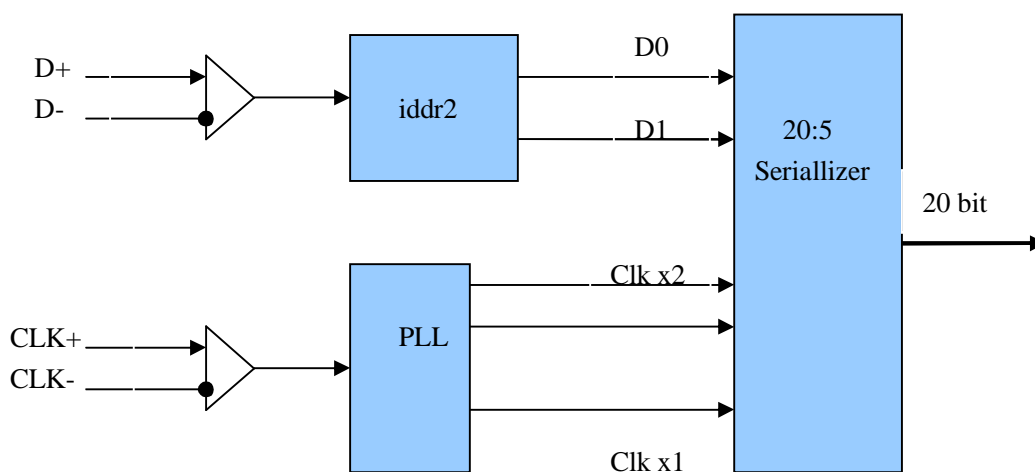 D+
D-
iddr2
D0
D1
20:5
Seriallizer
20 bit
CLK+
CLK-
PLL
Clk x2
Clk x1